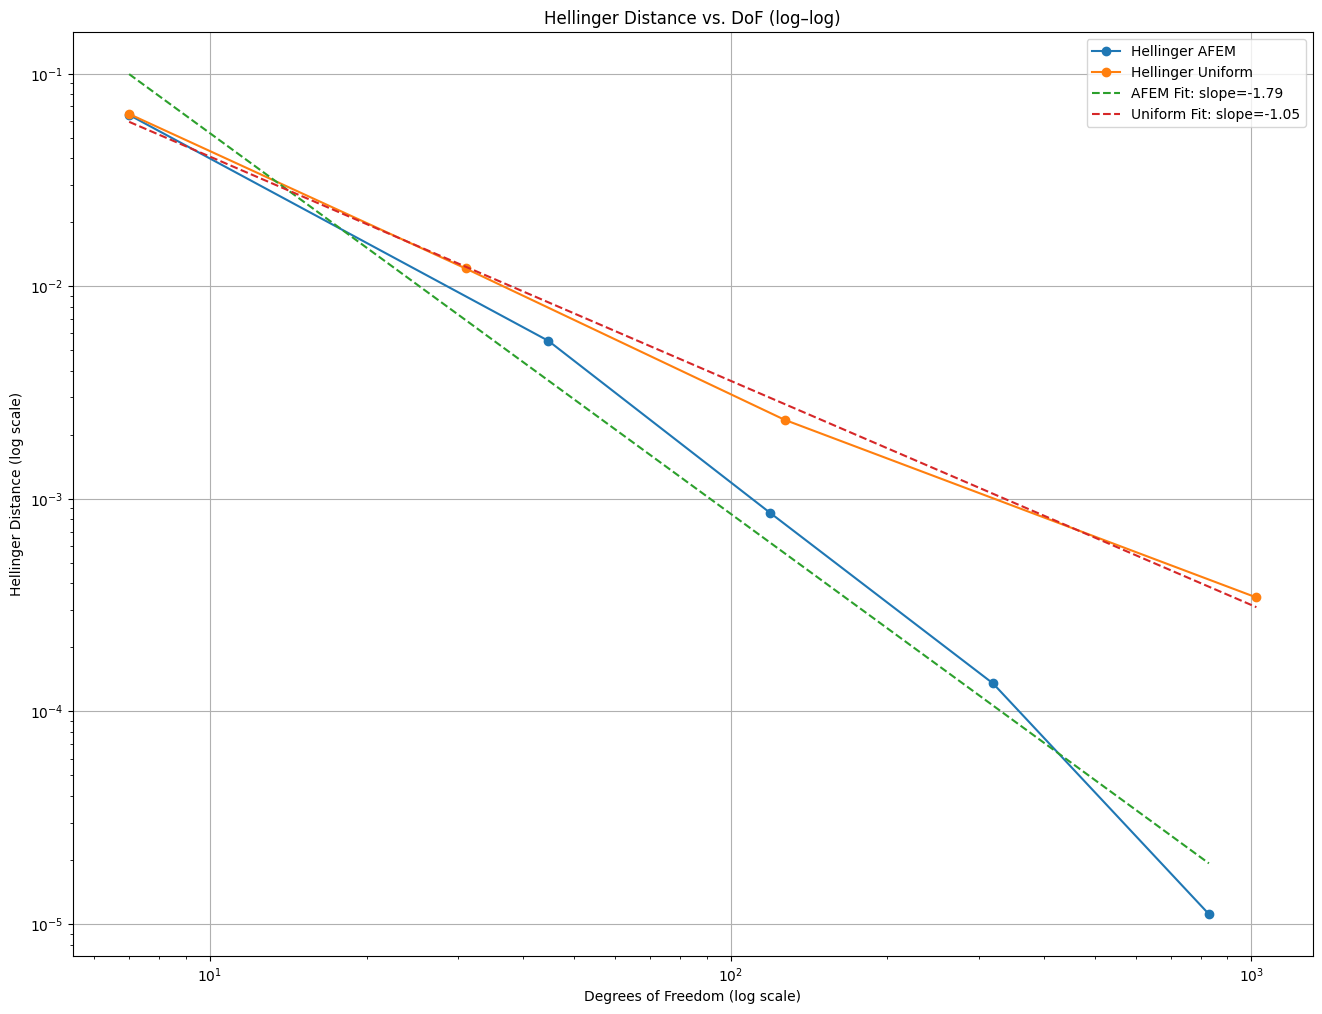 Hellinger Distance vs. DoF (log–log)
Hellinger AFEM
Hellinger Uniform
AFEM Fit: slope=-1.79
Uniform Fit: slope=-1.05
Hellinger Distance (log scale)
10⁻¹
10⁻²
10⁻³
10⁻⁴
10⁻⁵
10¹
10²
10³
Degrees of Freedom (log scale)